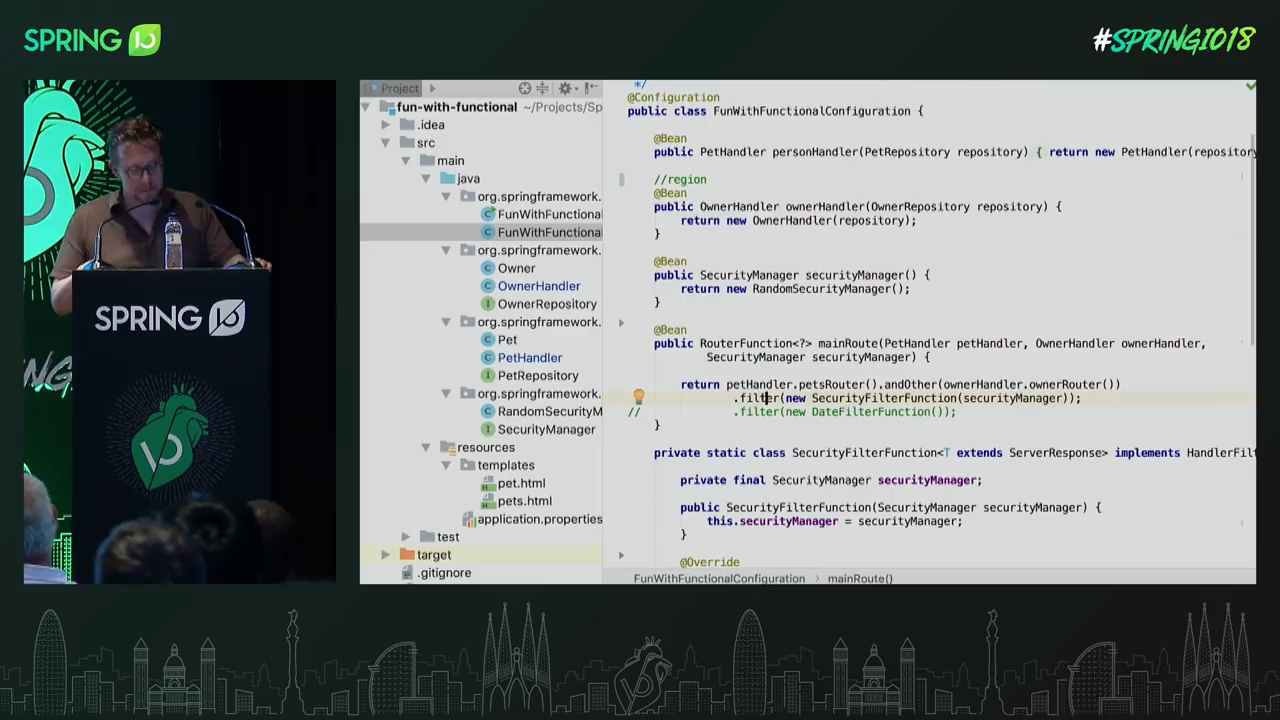 SPRING IO
#SPRINGIO18
SPRING IO
Project
fun-with-functional ~/Projects/Sp
.idea
src
main
java
org.springframework.
FunWithFunctional
FunWithFunctiona
org.springframework.
Owner
OwnerHandler
OwnerRepository
org.springframework.
Pet
PetHandler
PetRepository
org.springframework.
RandomSecurityM
SecurityManager
resources
templates
pet.html
pets.html
application.properties
test
target
.gitignore
*/
@Configuration
public class FunWithFunctionalConfiguration {
@Bean
public PetHandler personHandler(PetRepository repository) { return new PetHandler(repository
//region
@Bean
public OwnerHandler ownerHandler(OwnerRepository repository) {
return new OwnerHandler(repository);
}
@Bean
public SecurityManager securityManager() {
return new RandomSecurityManager();
}
@Bean
public RouterFunction<?> mainRoute(PetHandler petHandler, OwnerHandler ownerHandler,
SecurityManager securityManager) {
return petHandler.petsRouter().andOther(ownerHandler.ownerRouter())
.filter(new SecurityFilterFunction(securityManager));
// .filter(new DateFilterFunction());
}
private static class SecurityFilterFunction<T extends ServerResponse> implements HandlerFilt
private final SecurityManager securityManager;
public SecurityFilterFunction(SecurityManager securityManager) {
this.securityManager = securityManager;
}
@Override
FunWithFunctionalConfiguration › mainRoute()